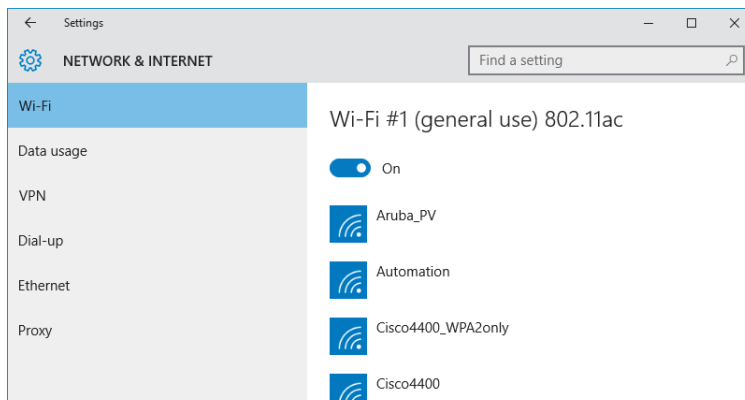 Settings
NETWORK & INTERNET
Find a setting
Wi-Fi
Data usage
VPN
Dial-up
Ethernet
Proxy
Wi-Fi #1 (general use) 802.11ac
On
Aruba_PV
Automation
Cisco4400_WPA2only
Cisco4400